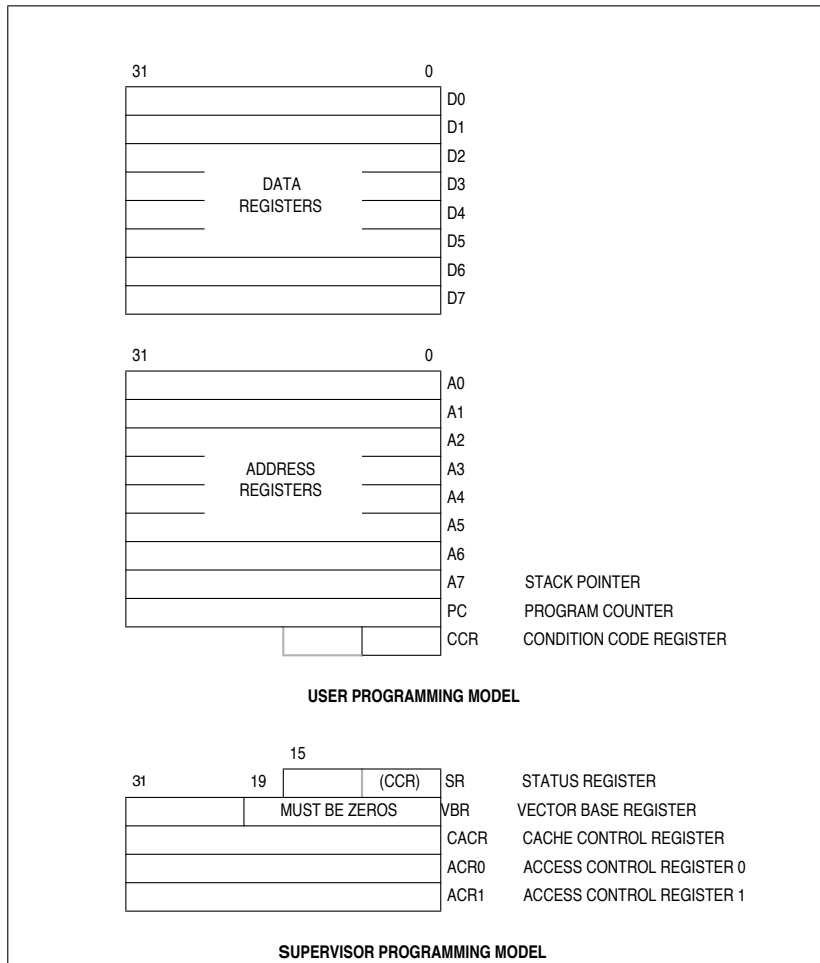 31 0
D0
D1
D2
DATA D3
REGISTERS
D4
D5
D6
D7
31 0
A0
A1
A2
ADDRESS A3
REGISTERS
A4
A5
A6
A7 STACK POINTER
PC PROGRAM COUNTER
CCR CONDITION CODE REGISTER
USER PROGRAMMING MODEL
15
31 19 (CCR) SR STATUS REGISTER
MUST BE ZEROS VBR VECTOR BASE REGISTER
CACR CACHE CONTROL REGISTER
ACR0 ACCESS CONTROL REGISTER 0
ACR1 ACCESS CONTROL REGISTER 1
SUPERVISOR PROGRAMMING MODEL